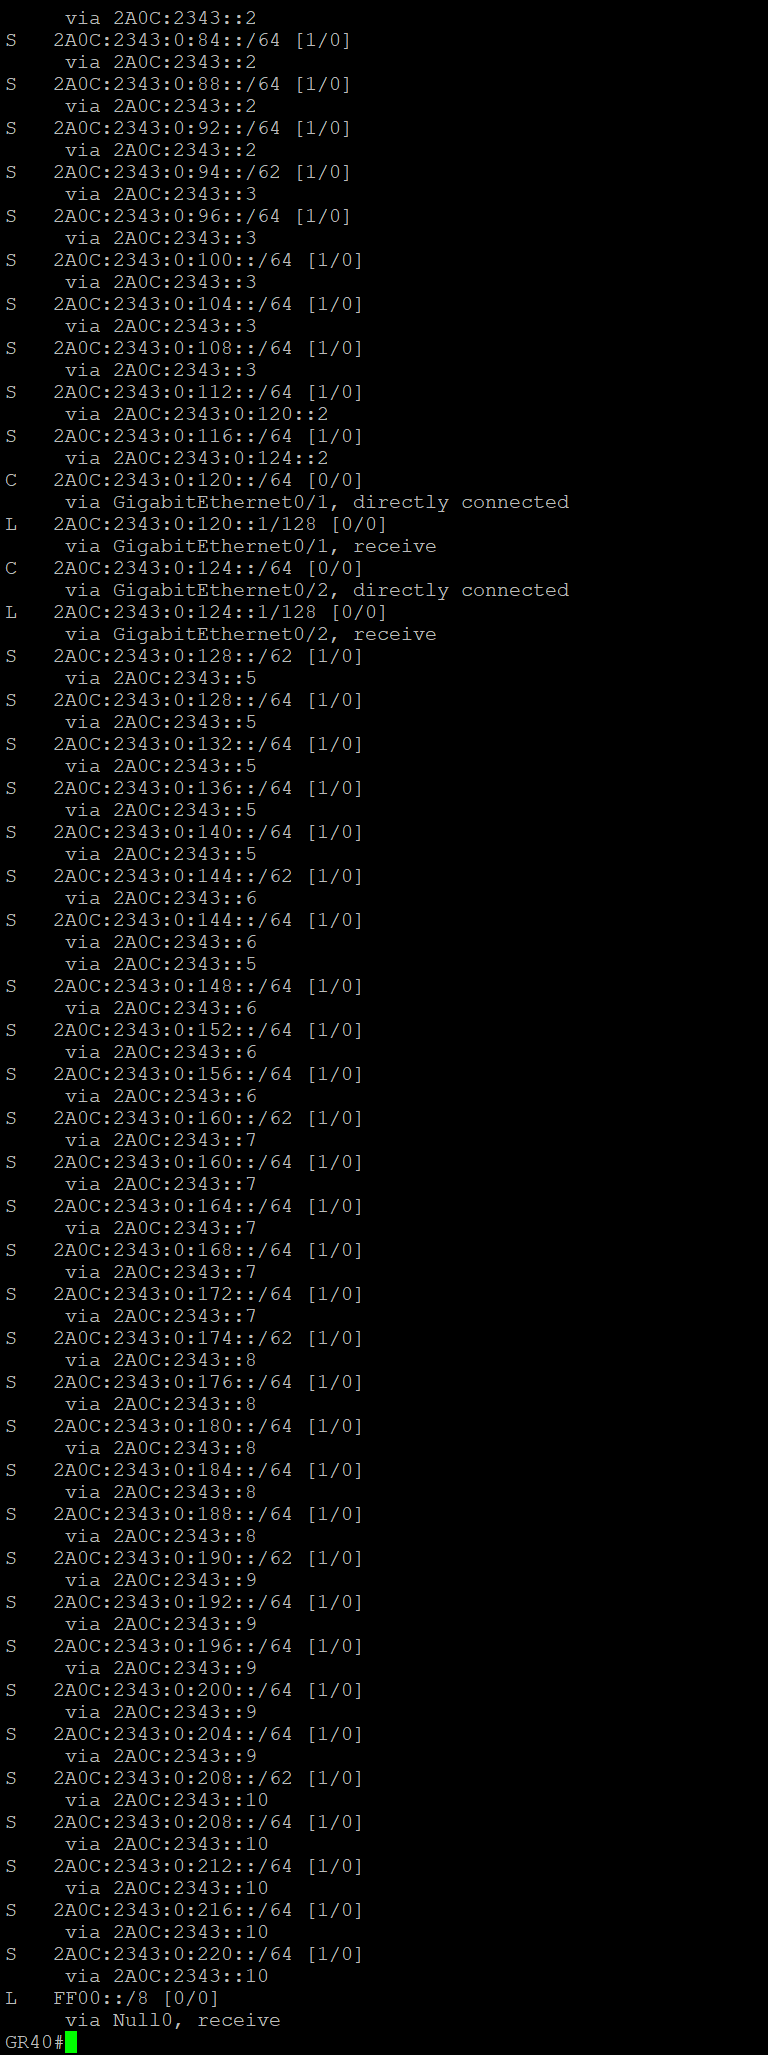 via 2A0C:2343::2
S   2A0C:2343:0:84::/64 [1/0]
     via 2A0C:2343::2
S   2A0C:2343:0:88::/64 [1/0]
     via 2A0C:2343::2
S   2A0C:2343:0:92::/64 [1/0]
     via 2A0C:2343::2
S   2A0C:2343:0:94::/62 [1/0]
     via 2A0C:2343::3
S   2A0C:2343:0:96::/64 [1/0]
     via 2A0C:2343::3
S   2A0C:2343:0:100::/64 [1/0]
     via 2A0C:2343::3
S   2A0C:2343:0:104::/64 [1/0]
     via 2A0C:2343::3
S   2A0C:2343:0:108::/64 [1/0]
     via 2A0C:2343::3
S   2A0C:2343:0:112::/64 [1/0]
     via 2A0C:2343:0:120::2
S   2A0C:2343:0:116::/64 [1/0]
     via 2A0C:2343:0:124::2
C   2A0C:2343:0:120::/64 [0/0]
     via GigabitEthernet0/1, directly connected
L   2A0C:2343:0:120::1/128 [0/0]
     via GigabitEthernet0/1, receive
C   2A0C:2343:0:124::/64 [0/0]
     via GigabitEthernet0/2, directly connected
L   2A0C:2343:0:124::1/128 [0/0]
     via GigabitEthernet0/2, receive
S   2A0C:2343:0:128::/62 [1/0]
     via 2A0C:2343::5
S   2A0C:2343:0:128::/64 [1/0]
     via 2A0C:2343::5
S   2A0C:2343:0:132::/64 [1/0]
     via 2A0C:2343::5
S   2A0C:2343:0:136::/64 [1/0]
     via 2A0C:2343::5
S   2A0C:2343:0:140::/64 [1/0]
     via 2A0C:2343::5
S   2A0C:2343:0:144::/62 [1/0]
     via 2A0C:2343::6
S   2A0C:2343:0:144::/64 [1/0]
     via 2A0C:2343::6
     via 2A0C:2343::5
S   2A0C:2343:0:148::/64 [1/0]
     via 2A0C:2343::6
S   2A0C:2343:0:152::/64 [1/0]
     via 2A0C:2343::6
S   2A0C:2343:0:156::/64 [1/0]
     via 2A0C:2343::6
S   2A0C:2343:0:160::/62 [1/0]
     via 2A0C:2343::7
S   2A0C:2343:0:160::/64 [1/0]
     via 2A0C:2343::7
S   2A0C:2343:0:164::/64 [1/0]
     via 2A0C:2343::7
S   2A0C:2343:0:168::/64 [1/0]
     via 2A0C:2343::7
S   2A0C:2343:0:172::/64 [1/0]
     via 2A0C:2343::7
S   2A0C:2343:0:174::/62 [1/0]
     via 2A0C:2343::8
S   2A0C:2343:0:176::/64 [1/0]
     via 2A0C:2343::8
S   2A0C:2343:0:180::/64 [1/0]
     via 2A0C:2343::8
S   2A0C:2343:0:184::/64 [1/0]
     via 2A0C:2343::8
S   2A0C:2343:0:188::/64 [1/0]
     via 2A0C:2343::8
S   2A0C:2343:0:190::/62 [1/0]
     via 2A0C:2343::9
S   2A0C:2343:0:192::/64 [1/0]
     via 2A0C:2343::9
S   2A0C:2343:0:196::/64 [1/0]
     via 2A0C:2343::9
S   2A0C:2343:0:200::/64 [1/0]
     via 2A0C:2343::9
S   2A0C:2343:0:204::/64 [1/0]
     via 2A0C:2343::9
S   2A0C:2343:0:208::/62 [1/0]
     via 2A0C:2343::10
S   2A0C:2343:0:208::/64 [1/0]
     via 2A0C:2343::10
S   2A0C:2343:0:212::/64 [1/0]
     via 2A0C:2343::10
S   2A0C:2343:0:216::/64 [1/0]
     via 2A0C:2343::10
S   2A0C:2343:0:220::/64 [1/0]
     via 2A0C:2343::10
L   FF00::/8 [0/0]
     via Null0, receive
GR40#